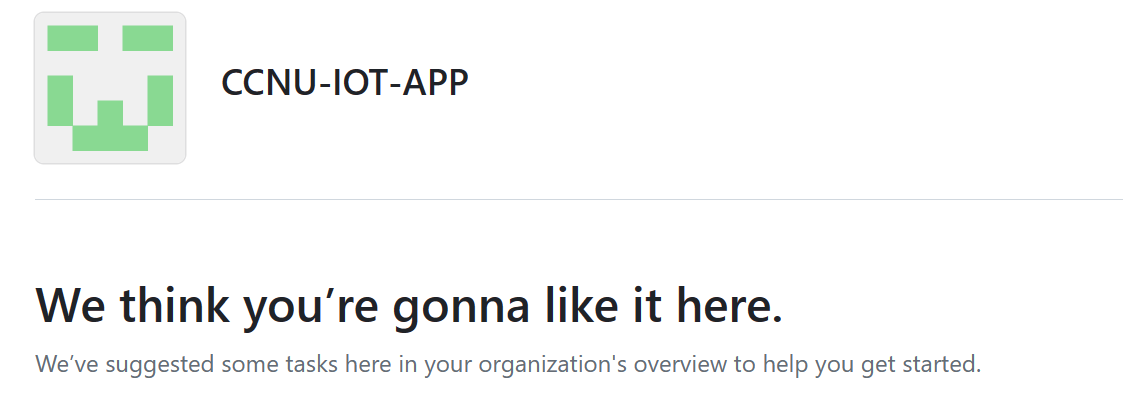 CCNU-IOT-APP
We think you’re gonna like it here.
We’ve suggested some tasks here in your organization's overview to help you get started.